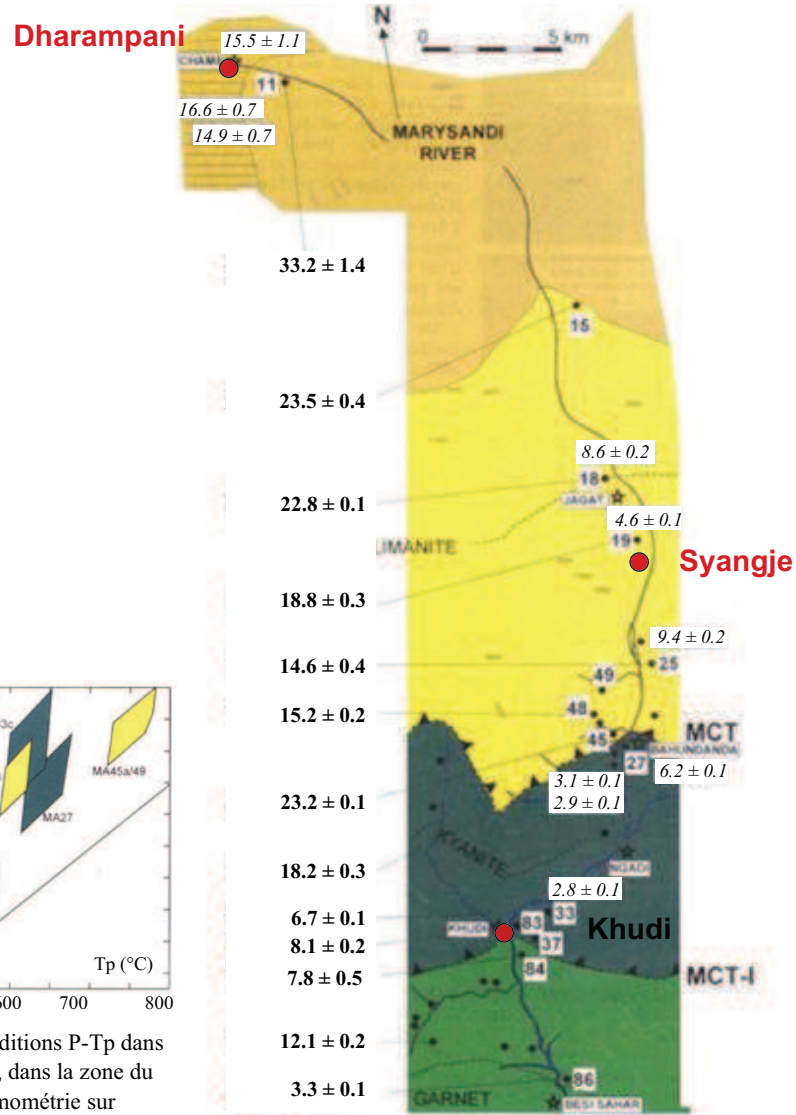 Dharampani
15.5 ± 1.1
N
0 5 km
CHAME
11
16.6 ± 0.7
14.9 ± 0.7
MARYSANDI
RIVER
33.2 ± 1.4
15
23.5 ± 0.4
8.6 ± 0.2
18
22.8 ± 0.1
JAGAT
4.6 ± 0.1
19
LIMANITE
Syangje
18.8 ± 0.3
9.4 ± 0.2
14.6 ± 0.4
25
49
15.2 ± 0.2
48
MCT
45
BAHUNDANDA
27
6.2 ± 0.1
3.1 ± 0.1
2.9 ± 0.1
23.2 ± 0.1
KYANITE
NGADI
18.2 ± 0.3
2.8 ± 0.1
6.7 ± 0.1
33
83
KHUDI
Khudi
8.1 ± 0.2
37
7.8 ± 0.5
84
MCT-I
12.1 ± 0.2
3.3 ± 0.1
86
GARNET
BESI SAHAR
3c
MA45a/49
MA27
Tp (°C)
600 700 800
ditions P-Tp dans
, dans la zone du
mométrie sur